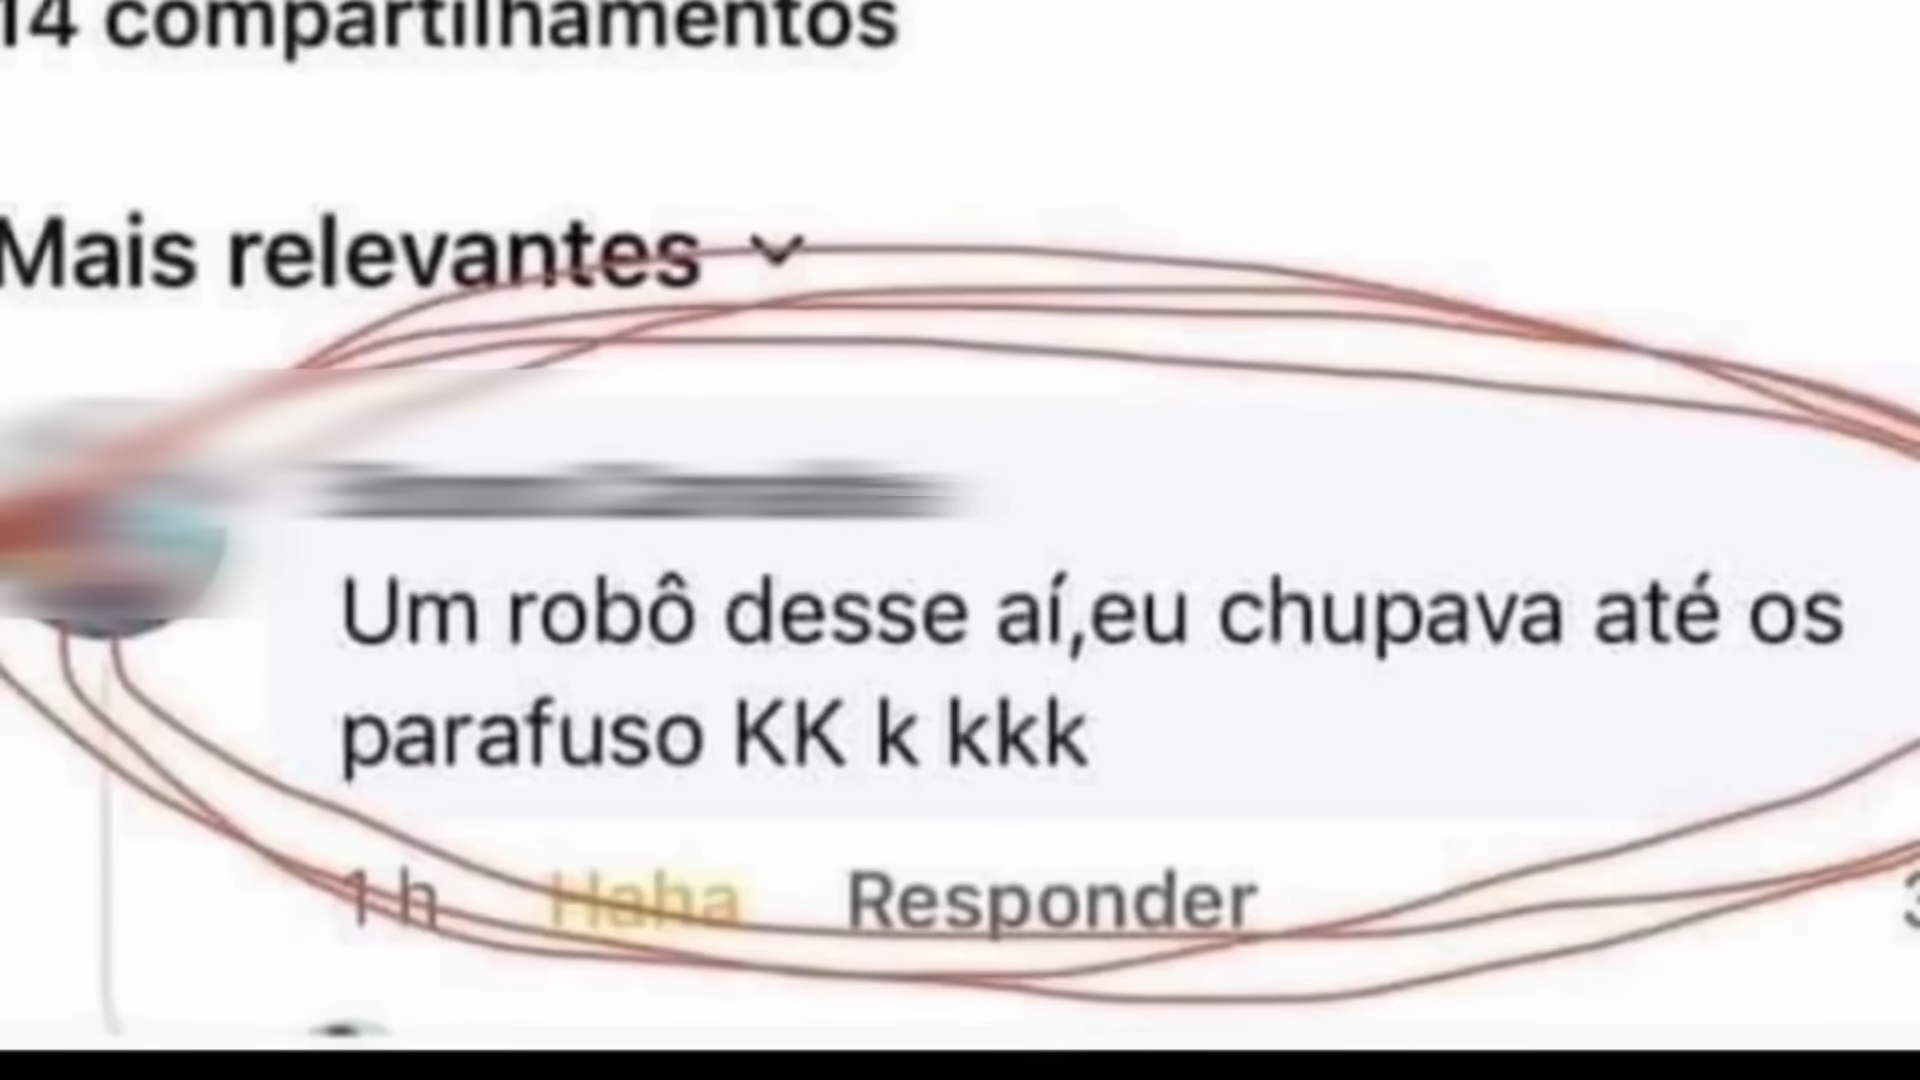 14 compartilhamentos
Mais relevantes
Um robô desse aí,eu chupava até os
parafuso KK k kkk
1 h Haha Responder